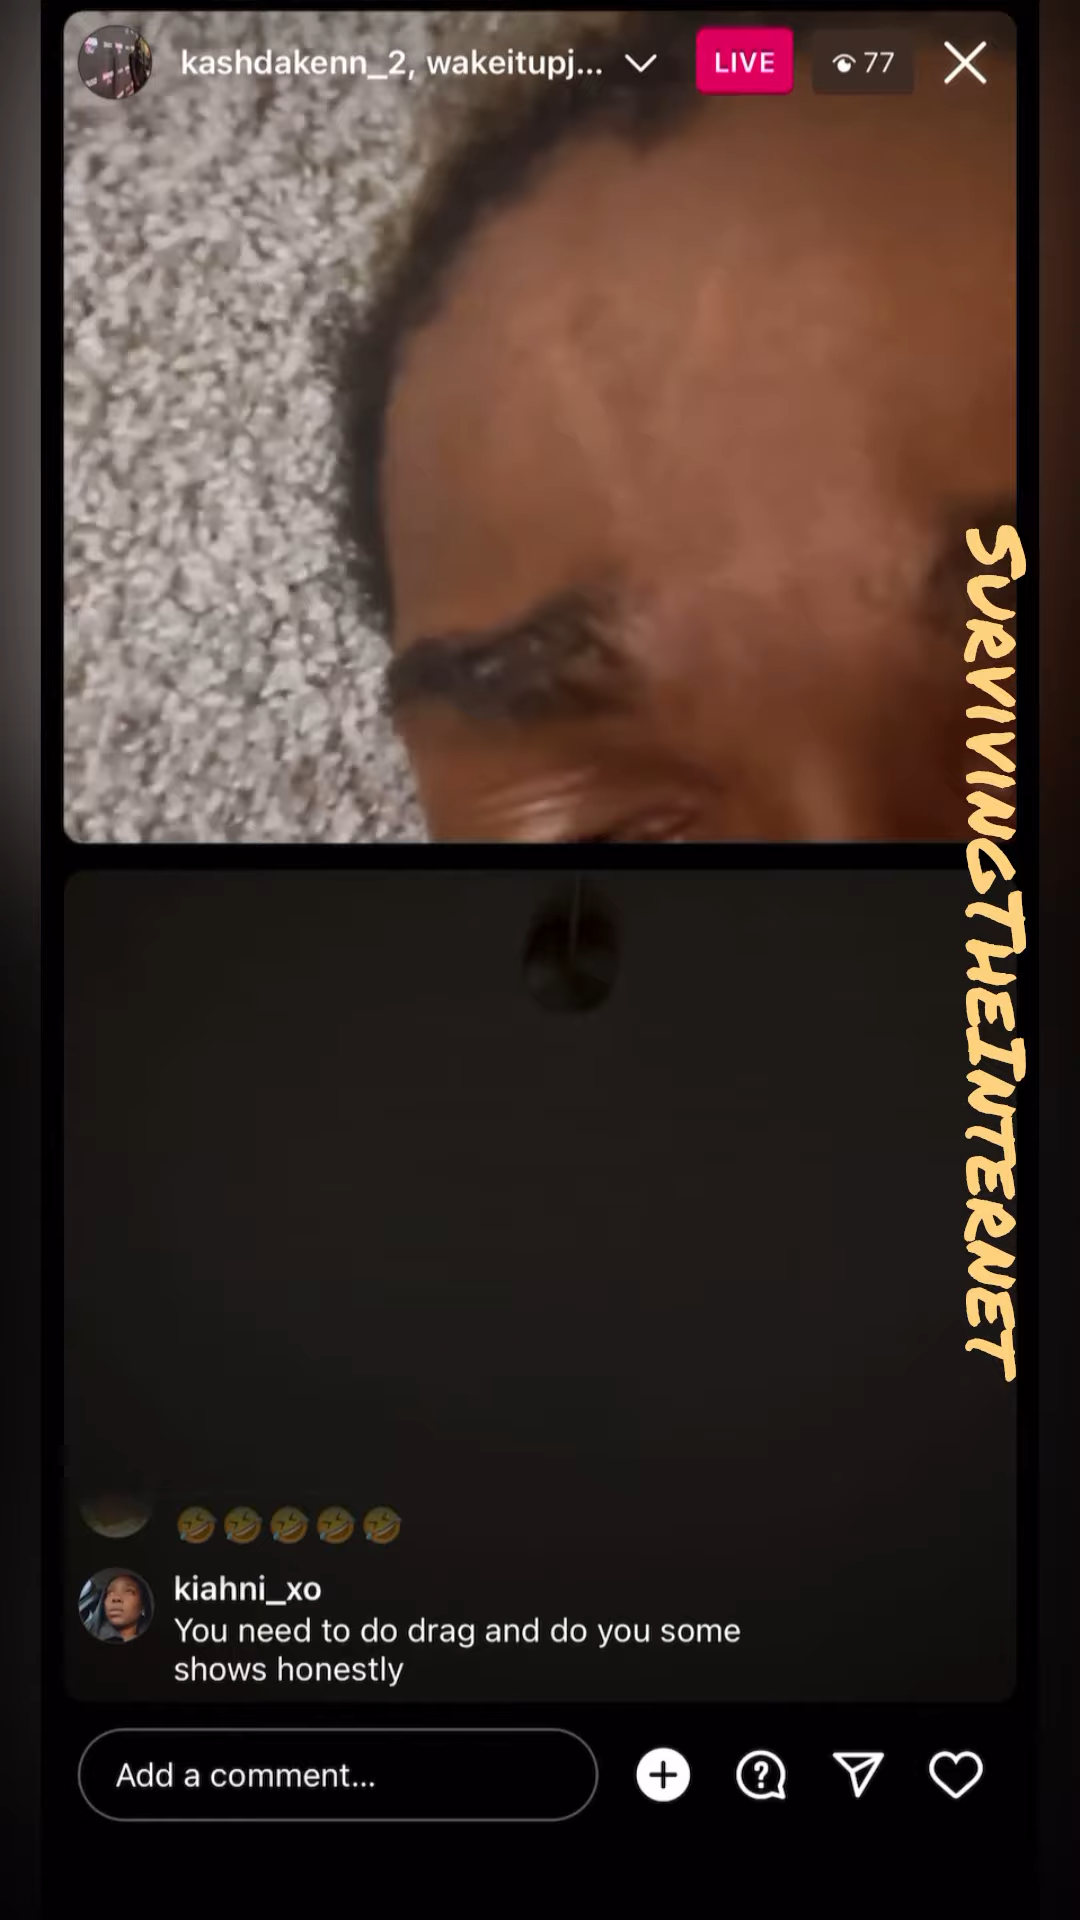 kashdakenn_2, wakeitupj...
LIVE
77
SURVIVINGTHEINTERNET
🤣🤣🤣🤣🤣
kiahni_xo
You need to do drag and do you some
shows honestly
Add a comment...